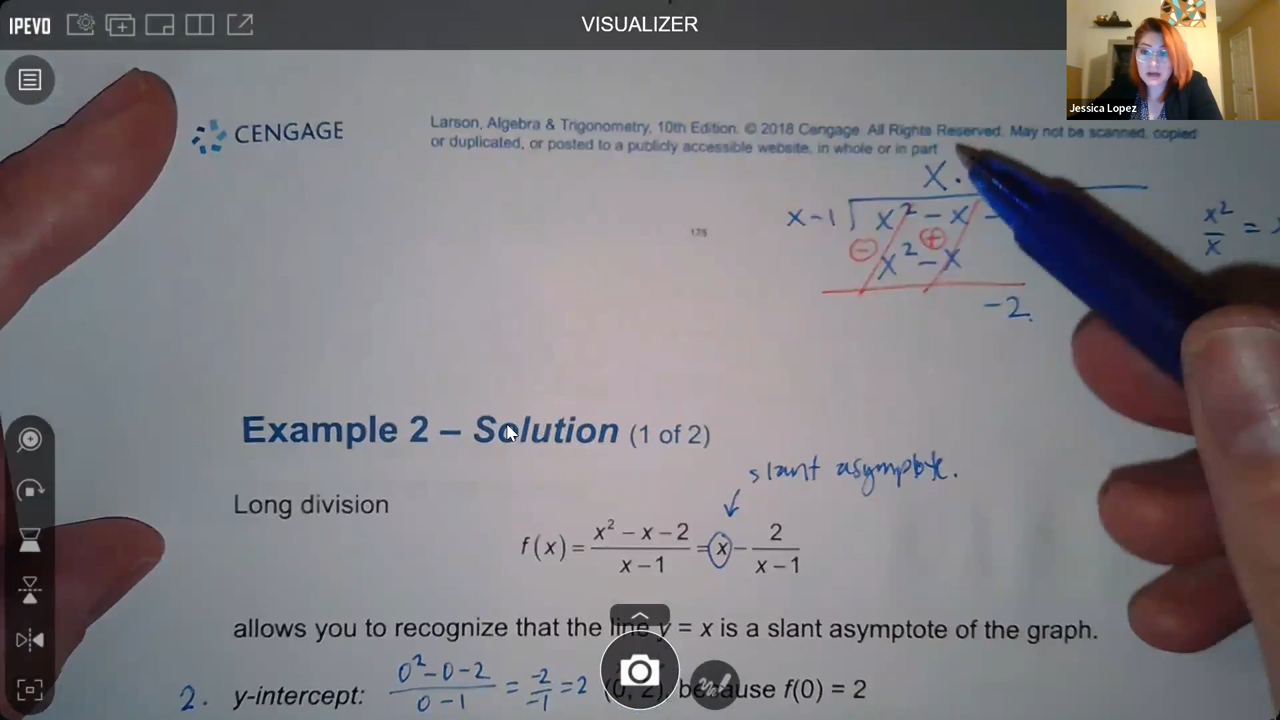 IPEVO
VISUALIZER
Jessica Lopez
CENGAGE
Larson, Algebra & Trigonometry, 10th Edition. © 2018 Cengage. All Rights Reserved. May not be scanned, copied
or duplicated, or posted to a publicly accessible website, in whole or in part
x.
x-1 x² - x -
x²/x =
⊖ ⊕
x² - x
-2.
Example 2 – Solution (1 of 2)
slant asymptote.
Long division
f(x) = (x² – x – 2)/(x – 1) = x – 2/(x – 1)
allows you to recognize that the line y = x is a slant asymptote of the graph.
2. y-intercept: (0²-0-2)/(0-1) = -2/-1 = 2 (0, 2), because f(0) = 2